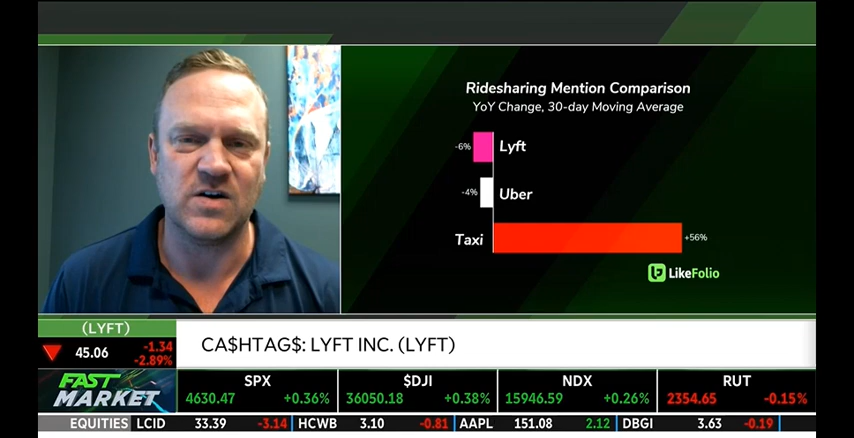 Ridesharing Mention Comparison
YoY Change, 30-day Moving Average
-6% Lyft
-4% Uber
Taxi +56%
LikeFolio
(LYFT)
45.06 -1.34
-2.89%
CA$HTAG$: LYFT INC. (LYFT)
FAST
MARKET
SPX $DJI NDX RUT
4630.47 +0.36% 36050.18 +0.38% 15946.59 +0.26% 2354.65 -0.15%
EQUITIES LCID 33.39 -3.14 HCWB 3.10 -0.81 AAPL 151.08 2.12 DBGI 3.63 -0.19